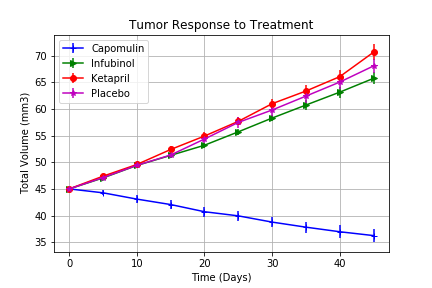 Tumor Response to Treatment
Capomulin
Infubinol
Ketapril
Placebo
Total Volume (mm3)
70
65
60
55
50
45
40
35
0 10 20 30 40
Time (Days)